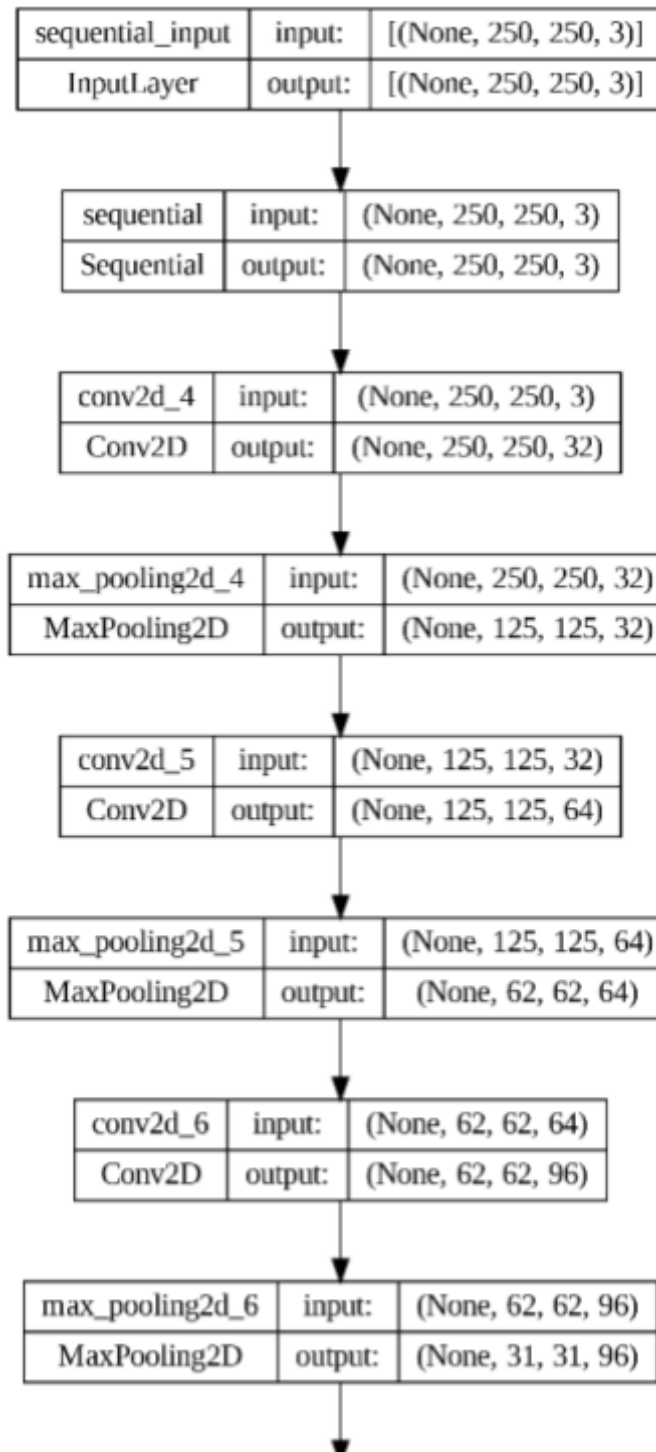 sequential_input input: [(None, 250, 250, 3)]
InputLayer output: [(None, 250, 250, 3)]
sequential input: (None, 250, 250, 3)
Sequential output: (None, 250, 250, 3)
conv2d_4 input: (None, 250, 250, 3)
Conv2D output: (None, 250, 250, 32)
max_pooling2d_4 input: (None, 250, 250, 32)
MaxPooling2D output: (None, 125, 125, 32)
conv2d_5 input: (None, 125, 125, 32)
Conv2D output: (None, 125, 125, 64)
max_pooling2d_5 input: (None, 125, 125, 64)
MaxPooling2D output: (None, 62, 62, 64)
conv2d_6 input: (None, 62, 62, 64)
Conv2D output: (None, 62, 62, 96)
max_pooling2d_6 input: (None, 62, 62, 96)
MaxPooling2D output: (None, 31, 31, 96)